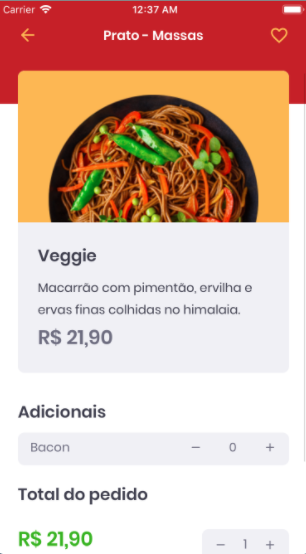 Carrier 12:37 AM
Prato - Massas
Veggie
Macarrão com pimentão, ervilha e
ervas finas colhidas no himalaia.
R$ 21,90
Adicionais
Bacon − 0 +
Total do pedido
R$ 21,90 − 1 +